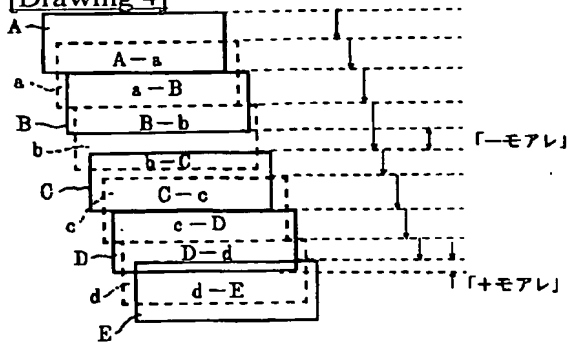 [Drawing 4]
A
A-a
a
a-B
B
B-b
b
b-C
「-モアレ」
C
C-c
c
c-D
D
D-d
「+モアレ」
d
d-E
E